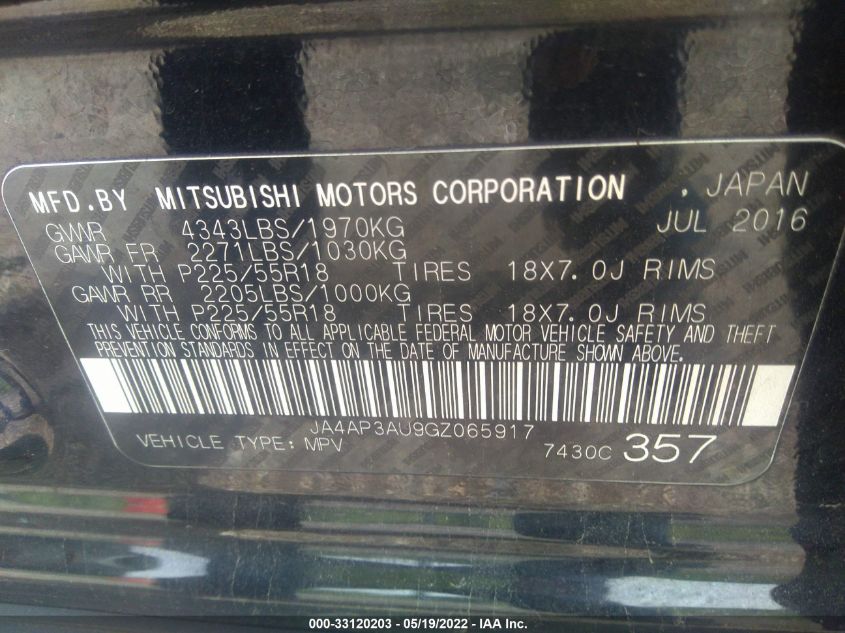 MFD.BY MITSUBISHI MOTORS CORPORATION . JAPAN
GVWR 4343LBS/1970KG JUL 2016
GAWR FR 2271LBS/1030KG
WITH P225/55R18 TIRES 18X7.0J RIMS
GAWR RR 2205LBS/1000KG
WITH P225/55R18 TIRES 18X7.0J RIMS
THIS VEHICLE CONFORMS TO ALL APPLICABLE FEDERAL MOTOR VEHICLE SAFETY AND THEFT
PREVENTION STANDARDS IN EFFECT ON THE DATE OF MANUFACTURE SHOWN ABOVE.
JA4AP3AU9GZ065917
VEHICLE TYPE: MPV 7430C 357
000-33120203 - 05/19/2022 - IAA Inc.